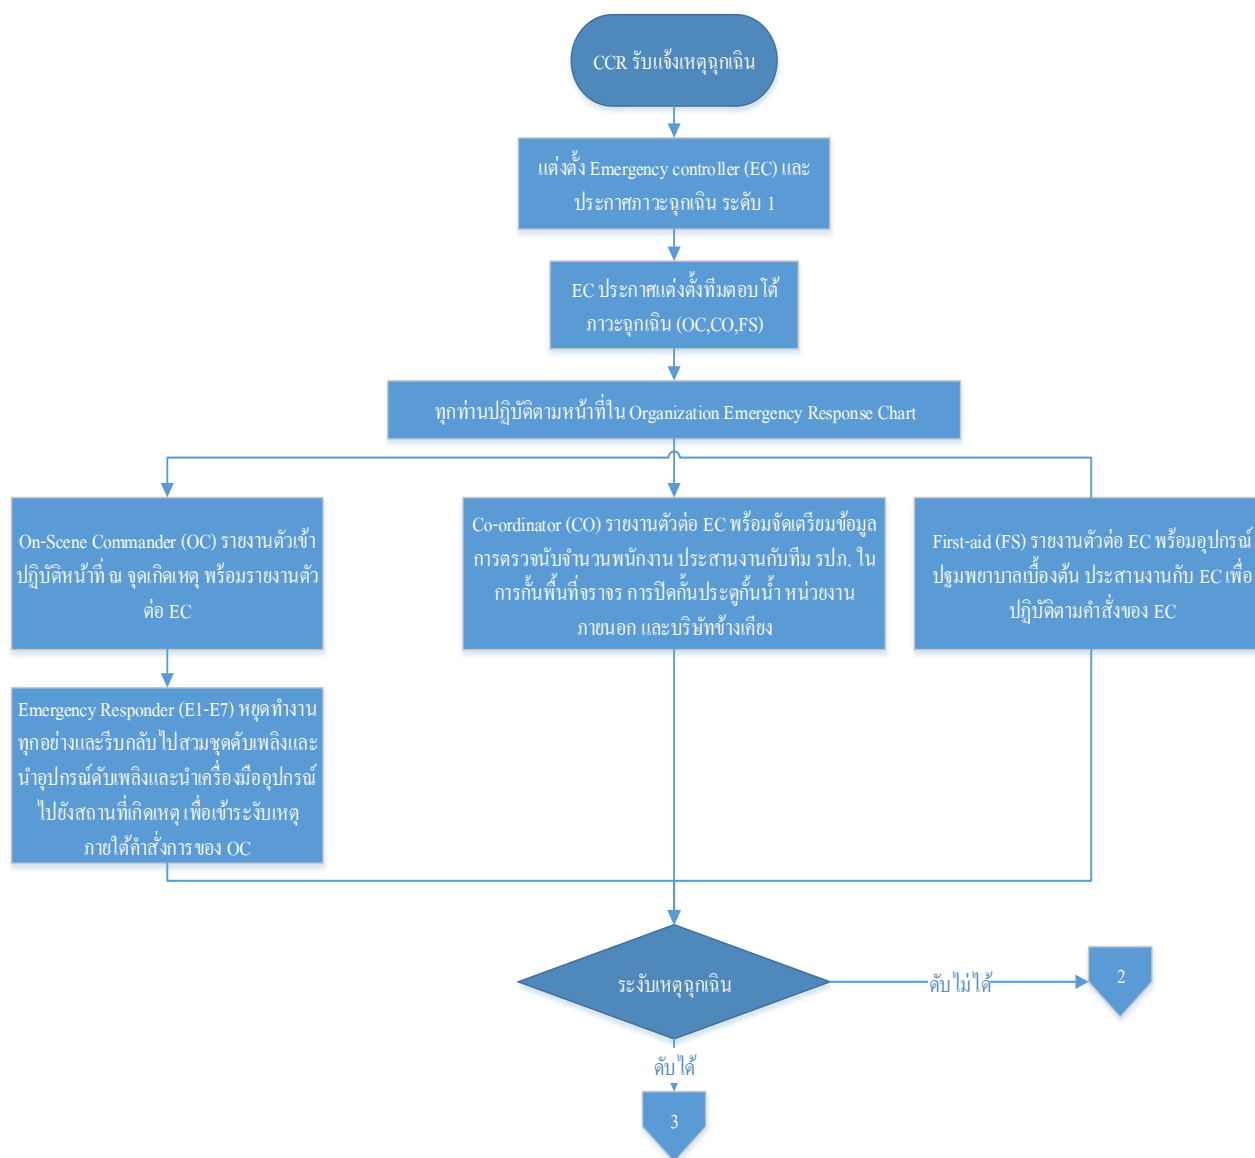 CCR รับแจ้งเหตุฉุกเฉิน
แต่งตั้ง Emergency controller (EC) และ
ประกาศภาวะฉุกเฉิน ระดับ 1
EC ประกาศแต่งตั้งทีมตอบโต้
ภาวะฉุกเฉิน (OC,CO,FS)
ทุกท่านปฏิบัติตามหน้าที่ใน Organization Emergency Response Chart
On-Scene Commander (OC) รายงานตัวเข้า
ปฏิบัติหน้าที่ ณ จุดเกิดเหตุ พร้อมรายงานตัว
ต่อ EC
Co-ordinator (CO) รายงานตัวต่อ EC พร้อมจัดเตรียมข้อมูล
การตรวจนับจำนวนพนักงาน ประสานงานกับทีม รปภ. ใน
การกั้นพื้นที่จราจร การปิดกั้นประตูกั้นน้ำ หน่วยงาน
ภายนอก และบริษัทข้างเคียง
First-aid (FS) รายงานตัวต่อ EC พร้อมอุปกรณ์
ปฐมพยาบาลเบื้องต้น ประสานงานกับ EC เพื่อ
ปฏิบัติตามคำสั่งของ EC
Emergency Responder (E1-E7) หยุดทำงาน
ทุกอย่างและรีบกลับไปสวมชุดดับเพลิงและ
นำอุปกรณ์ดับเพลิงและนำเครื่องมืออุปกรณ์
ไปยังสถานที่เกิดเหตุ เพื่อเข้าระงับเหตุ
ภายใต้คำสั่งการของ OC
ระงับเหตุฉุกเฉิน
ดับไม่ได้
2
ดับได้
3